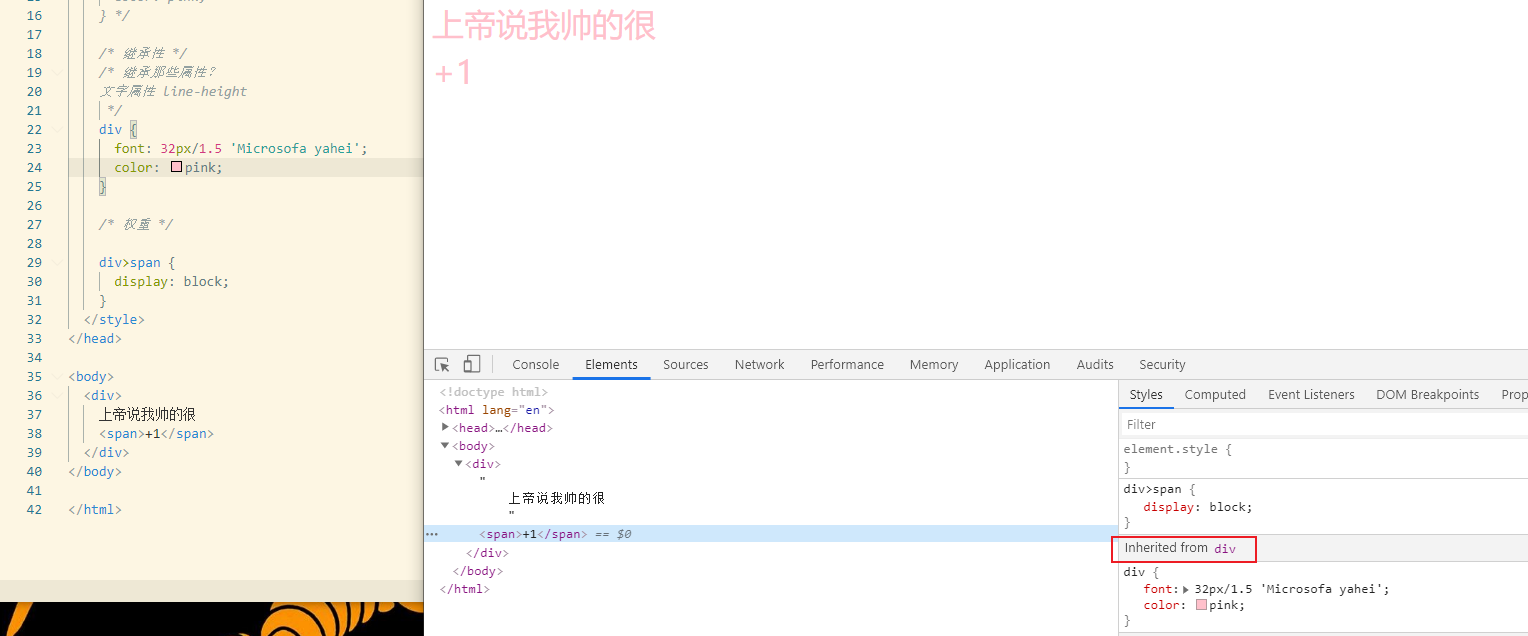 16 } */
17
18 /* 继承性 */
19 /* 继承那些属性?
20 文字属性 line-height
21 */
22 div {
23 font: 32px/1.5 'Microsofa yahei';
24 color: pink;
25 }
26
27 /* 权重 */
28
29 div>span {
30 display: block;
31 }
32 </style>
33 </head>
34
35 <body>
36 <div>
37 上帝说我帅的很
38 <span>+1</span>
39 </div>
40 </body>
41
42 </html>
上帝说我帅的很
+1
Console Elements Sources Network Performance Memory Application Audits Security
<!doctype html>
<html lang="en">
▶<head>…</head>
▼<body>
▼<div>
"
上帝说我帅的很
"
… <span>+1</span> == $0
</div>
</body>
</html>
Styles Computed Event Listeners DOM Breakpoints Prop
Filter
element.style {
}
div>span {
display: block;
}
Inherited from div
div {
font:▶ 32px/1.5 'Microsofa yahei';
color: pink;
}